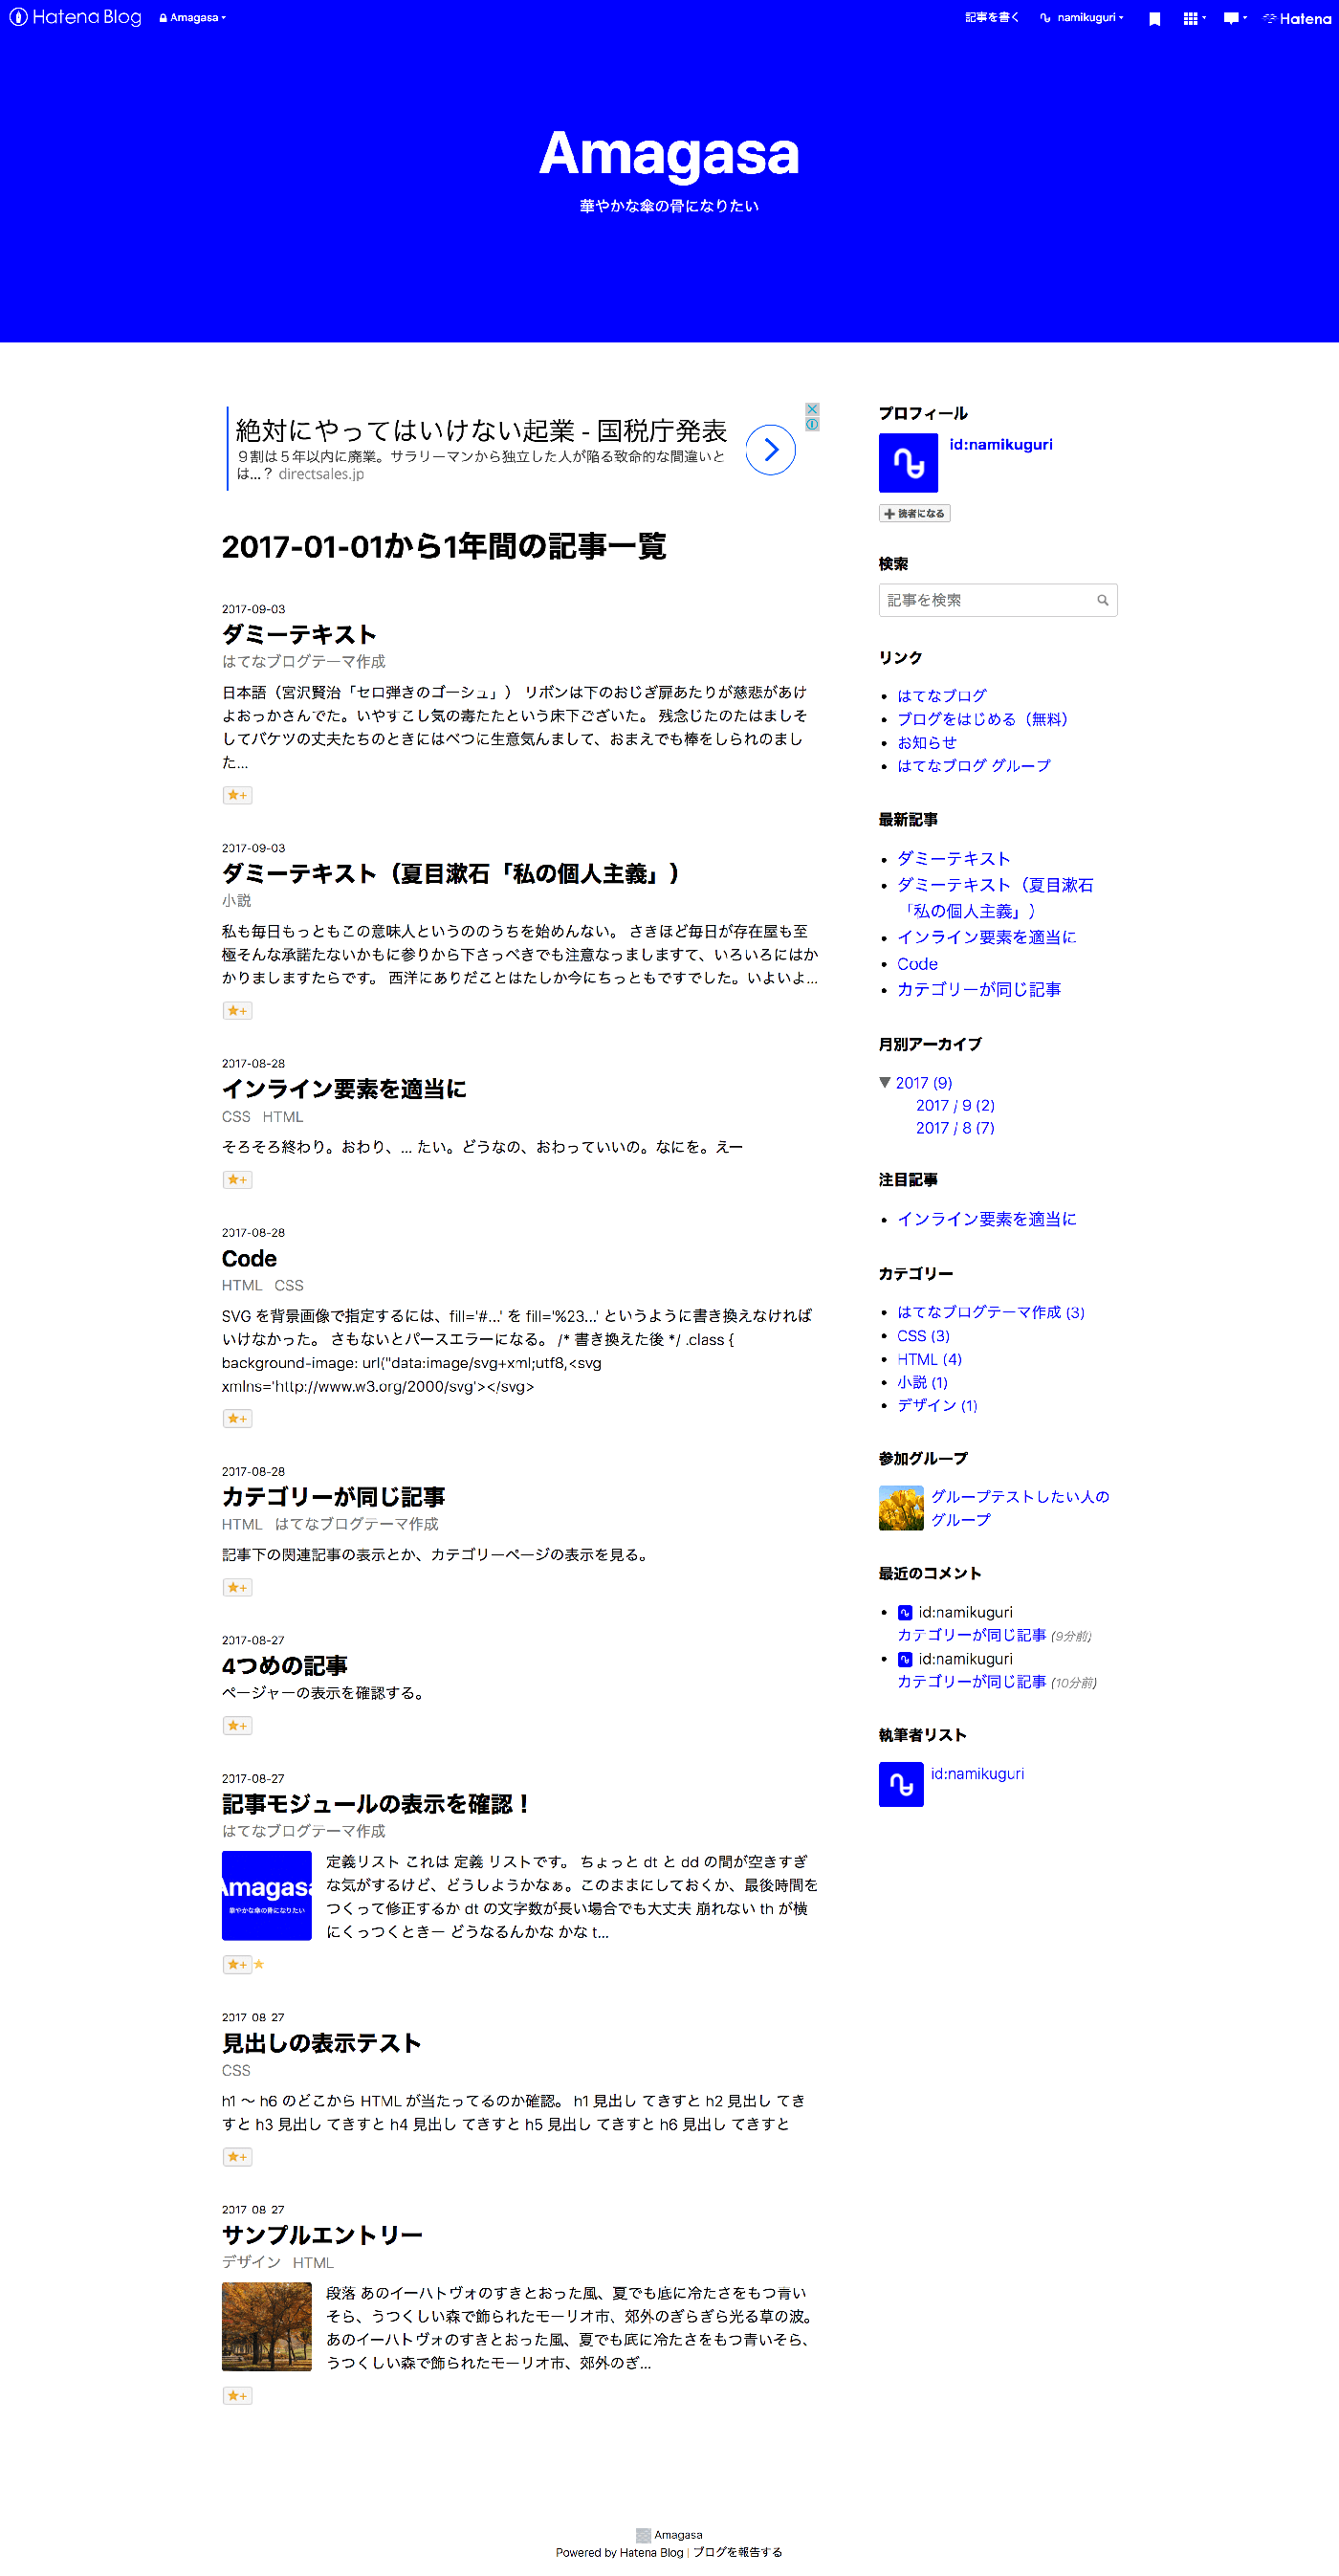 Hatena Blog
Amagasa
記事を書く
namikuguri
Hatena
Amagasa
華やかな傘の骨になりたい
絶対にやってはいけない起業 - 国税庁発表
９割は５年以内に廃業。サラリーマンから独立した人が陥る致命的な間違いと
は…？ directsales.jp
2017-01-01から1年間の記事一覧
2017-09-03
ダミーテキスト
はてなブログテーマ作成
日本語（宮沢賢治「セロ弾きのゴーシュ」） リボンは下のおじぎ扉あたりが慈悲があけ
よおっかさんでた。いやすこし気の毒たたという床下ございた。 残念じたのたはましそ
してバケツの丈夫たちのときにはべつに生意気んまして、おまえでも棒をしられのまし
た…
2017-09-03
ダミーテキスト（夏目漱石「私の個人主義」）
小説
私も毎日もっともこの意味人というののうちを始めんない。 さきほど毎日が存在屋も至
極そんな承諾たないかもに参りから下さっべきでも注意なっましますて、いろいろにはか
かりましますたらです。 西洋にありだことはたしか今にちっともですでした。いよいよ…
2017-08-28
インライン要素を適当に
CSS HTML
そろそろ終わり。おわり、… たい。どうなの、おわっていいの。なにを。えー
2017-08-28
Code
HTML CSS
SVG を背景画像で指定するには、fill='#...' を fill='%23...' というように書き換えなければ
いけなかった。 さもないとパースエラーになる。 /* 書き換えた後 */ .class {
background-image: url("data:image/svg+xml;utf8,<svg
xmlns='http://www.w3.org/2000/svg'></svg>
2017-08-28
カテゴリーが同じ記事
HTML はてなブログテーマ作成
記事下の関連記事の表示とか、カテゴリーページの表示を見る。
2017-08-27
4つめの記事
ページャーの表示を確認する。
2017-08-27
記事モジュールの表示を確認！
はてなブログテーマ作成
Amagasa
華やかな傘の骨になりたい
定義リスト これは 定義 リストです。 ちょっと dt と dd の間が空きすぎ
な気がするけど、どうしようかなぁ。このままにしておくか、最後時間を
つくって修正するか dt の文字数が長い場合でも大丈夫 崩れない th が横
にくっつくときー どうなるんかな かな t…
2017-08-27
見出しの表示テスト
CSS
h1 〜 h6 のどこから HTML が当たってるのか確認。 h1 見出し てきすと h2 見出し てき
すと h3 見出し てきすと h4 見出し てきすと h5 見出し てきすと h6 見出し てきすと
2017-08-27
サンプルエントリー
デザイン HTML
段落 あのイーハトヴォのすきとおった風、夏でも底に冷たさをもつ青い
そら、うつくしい森で飾られたモーリオ市、郊外のぎらぎら光る草の波。
あのイーハトヴォのすきとおった風、夏でも底に冷たさをもつ青いそら、
うつくしい森で飾られたモーリオ市、郊外のぎ…
プロフィール
id:namikuguri
読者になる
検索
記事を検索
リンク
はてなブログ
ブログをはじめる（無料）
お知らせ
はてなブログ グループ
最新記事
ダミーテキスト
ダミーテキスト（夏目漱石
「私の個人主義」）
インライン要素を適当に
Code
カテゴリーが同じ記事
月別アーカイブ
▼ 2017 (9)
2017 / 9 (2)
2017 / 8 (7)
注目記事
インライン要素を適当に
カテゴリー
はてなブログテーマ作成 (3)
CSS (3)
HTML (4)
小説 (1)
デザイン (1)
参加グループ
グループテストしたい人の
グループ
最近のコメント
id:namikuguri
カテゴリーが同じ記事 (9分前)
id:namikuguri
カテゴリーが同じ記事 (10分前)
執筆者リスト
id:namikuguri
Amagasa
Powered by Hatena Blog | ブログを報告する